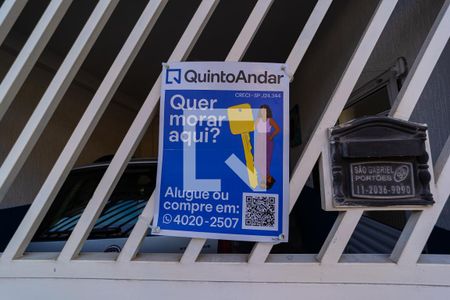 QuintoAndar
CRECI-SP J24.344
Quer
morar
aqui?
Alugue ou
compre em:
4020-2507
SÃO GABRIEL
PORTÕES
11-2036-9090